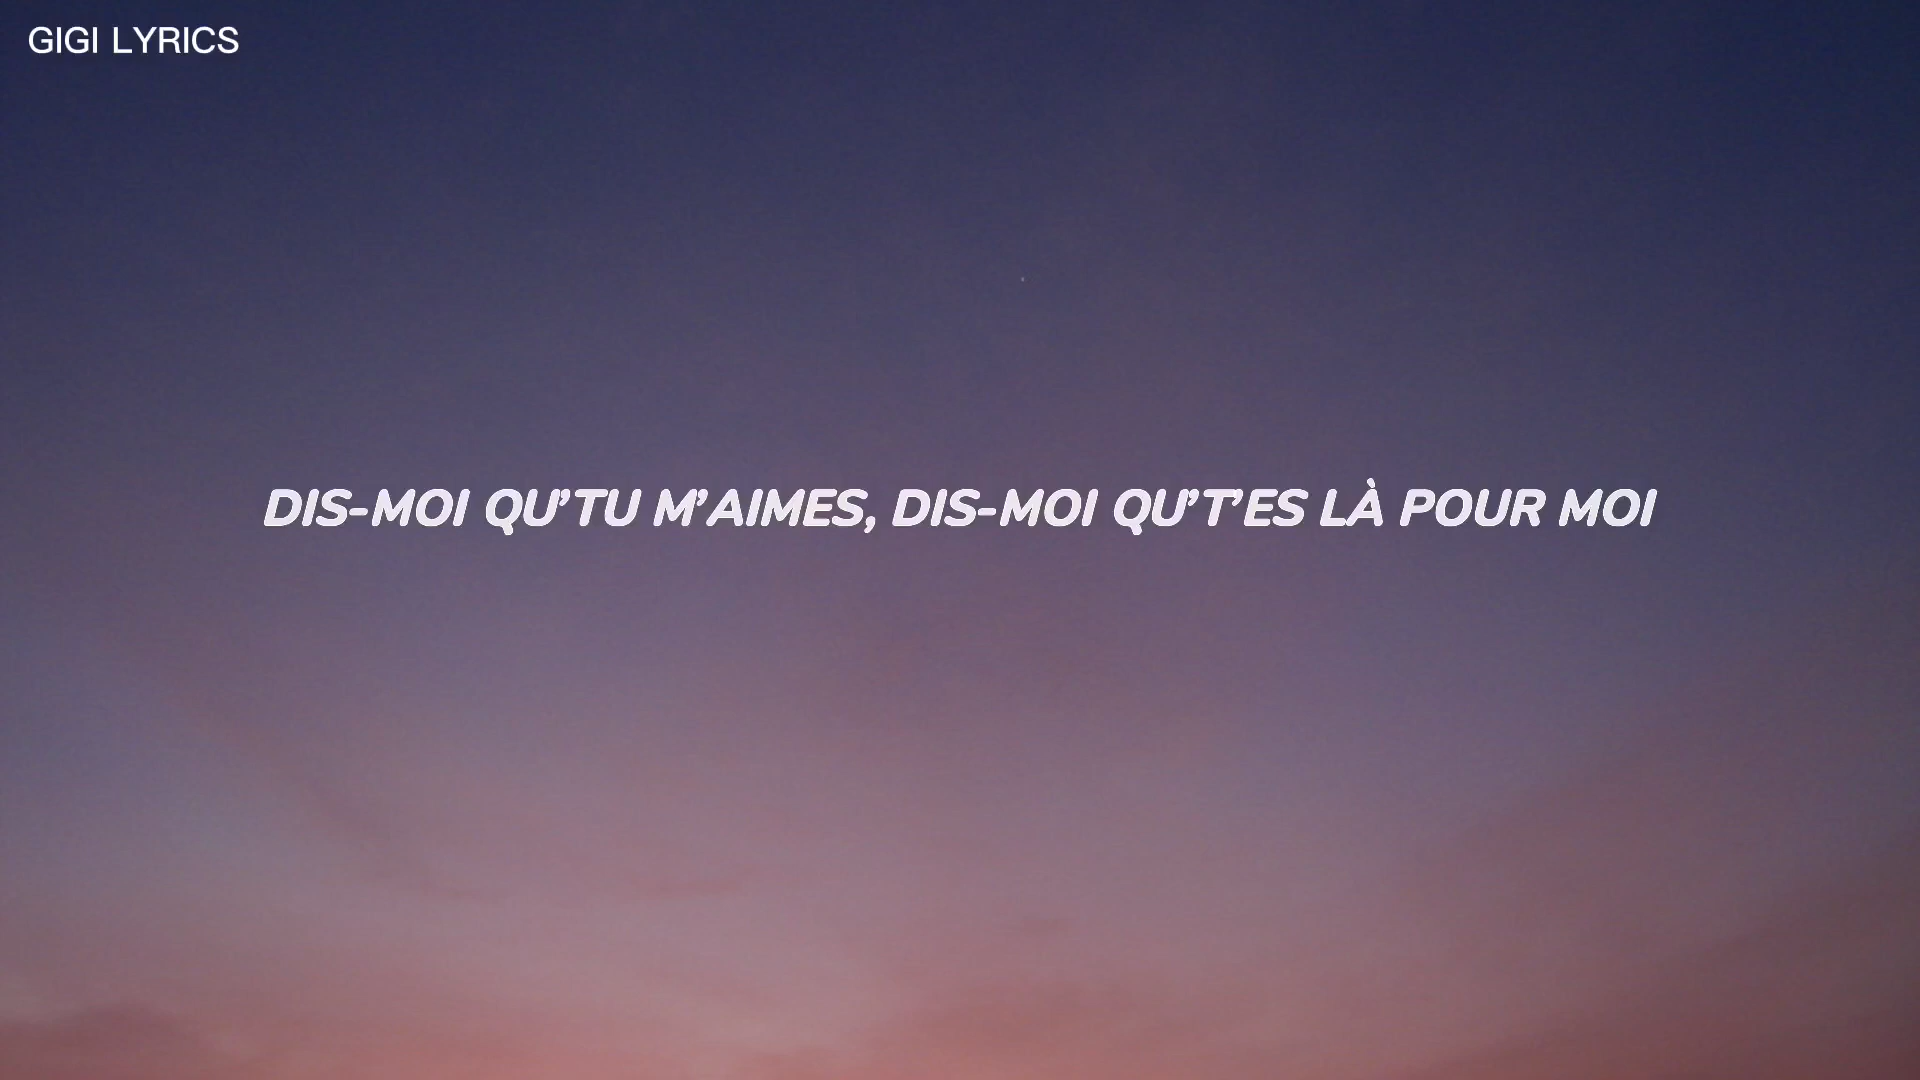 GIGI LYRICS
DIS-MOI QU’TU M’AIMES, DIS-MOI QU’T’ES LÀ POUR MOI